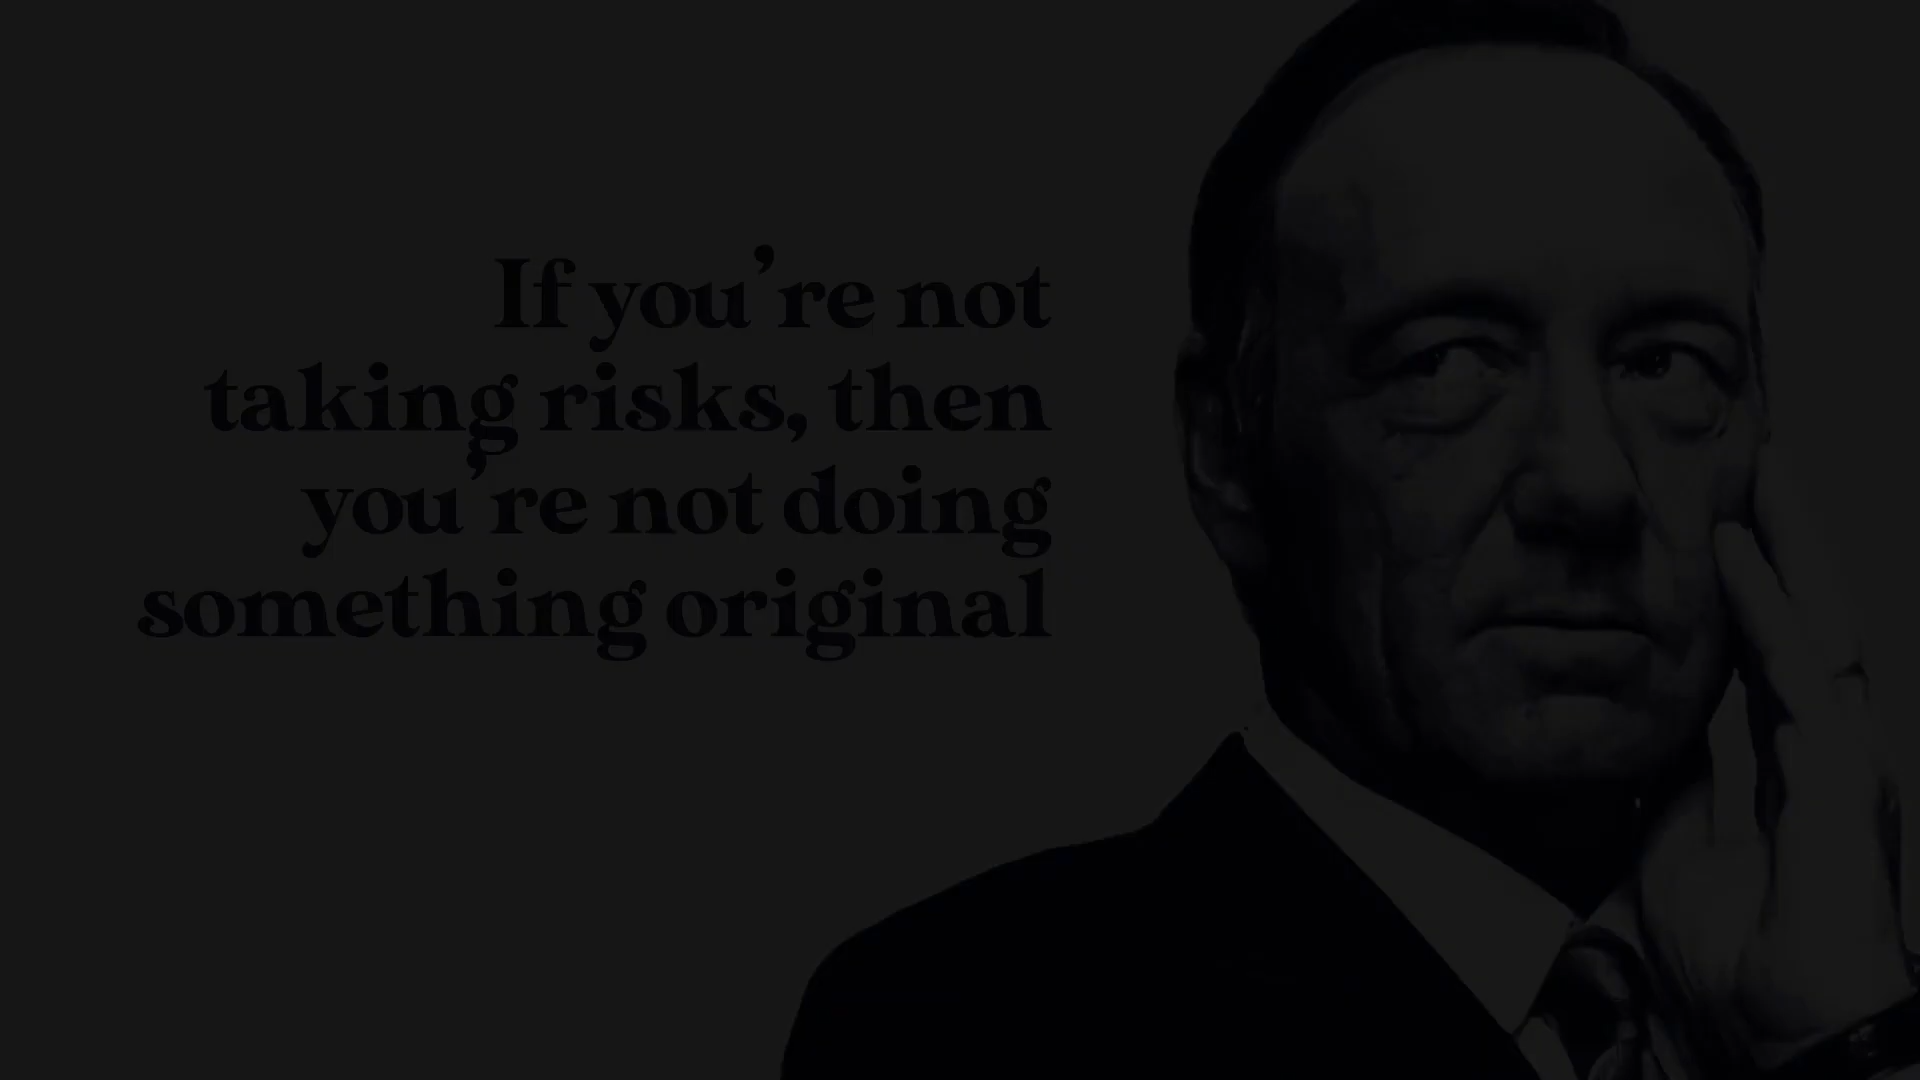 If you’re not
taking risks, then
you’re not doing
something original